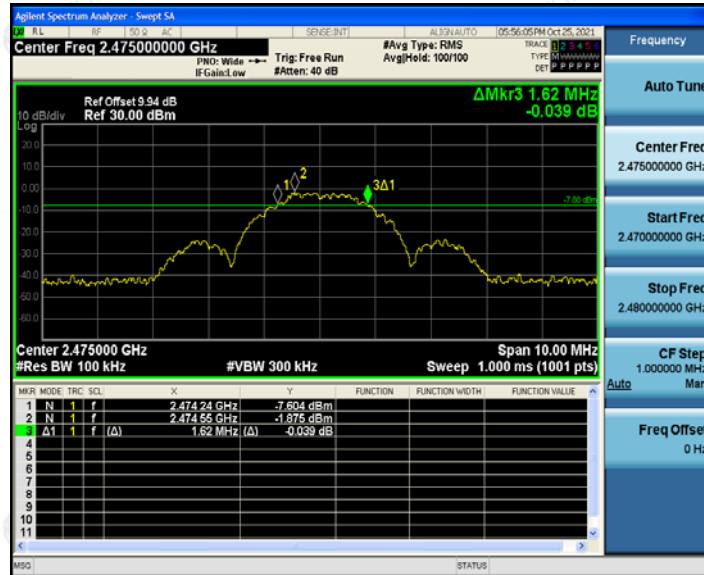 Agilent Spectrum Analyzer - Swept SA
RL RF 50 Ω AC SENSE:INT ALIGNAUTO 05:56:05 PM Oct 25, 2021
Center Freq 2.475000000 GHz
PNO: Wide
IFGain:Low
Trig: Free Run
#Atten: 40 dB
#Avg Type: RMS
Avg|Hold: 100/100
TRACE 1 2 3 4 5 6
TYPE M
DET P P P P P P
Ref Offset 9.94 dB
Ref 30.00 dBm
10 dB/div
Log
ΔMkr3 1.62 MHz
-0.039 dB
20.0
10.0
0.00
-10.0
-20.0
-30.0
-40.0
-50.0
-60.0
1
2
3Δ1
-7.88 dBm
Center 2.475000 GHz Span 10.00 MHz
#Res BW 100 kHz #VBW 300 kHz Sweep 1.000 ms (1001 pts)
MKR MODE TRC SCL X Y FUNCTION FUNCTION WIDTH FUNCTION VALUE
1 N 1 f 2.474 24 GHz -7.604 dBm
2 N 1 f 2.474 55 GHz -1.875 dBm
3 Δ1 1 f (Δ) 1.62 MHz (Δ) -0.039 dB
4
5
6
7
8
9
10
11
MSG STATUS
Frequency
Auto Tune
Center Freq
2.475000000 GHz
Start Freq
2.470000000 GHz
Stop Freq
2.480000000 GHz
CF Step
1.000000 MHz
Auto Man
Freq Offset
0 Hz